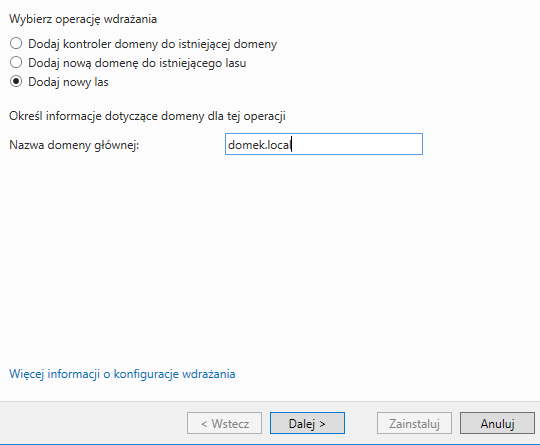 Wybierz operację wdrażania
Dodaj kontroler domeny do istniejącej domeny
Dodaj nową domenę do istniejącego lasu
Dodaj nowy las
Określ informacje dotyczące domeny dla tej operacji
Nazwa domeny głównej: domek.local
Więcej informacji o konfiguracje wdrażania
< Wstecz Dalej > Zainstaluj Anuluj